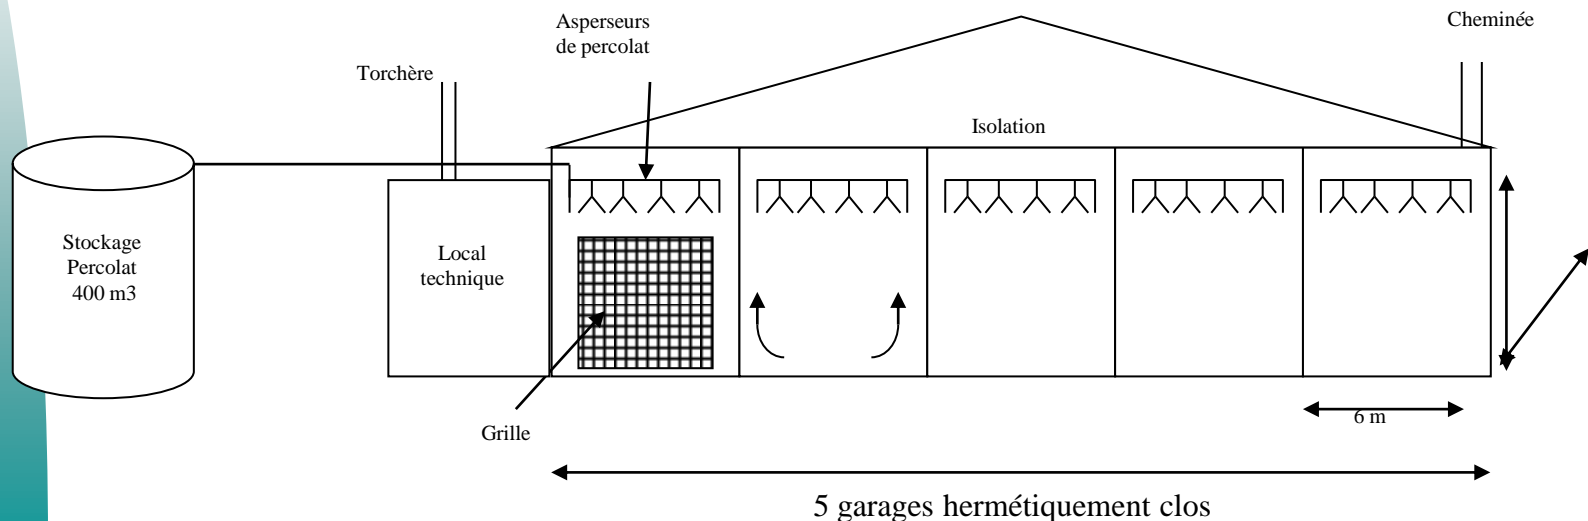 Asperseurs
de percolat
Cheminée
Torchère
Isolation
Stockage
Percolat
400 m3
Local
technique
6 m
Grille
5 garages hermétiquement clos